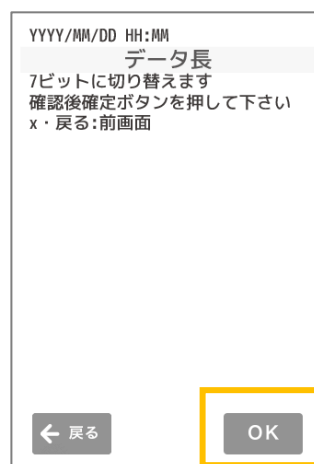 YYYY/MM/DD HH:MM
データ長
7ビットに切り替えます
確認後確定ボタンを押して下さい
x・戻る:前画面
← 戻る
OK